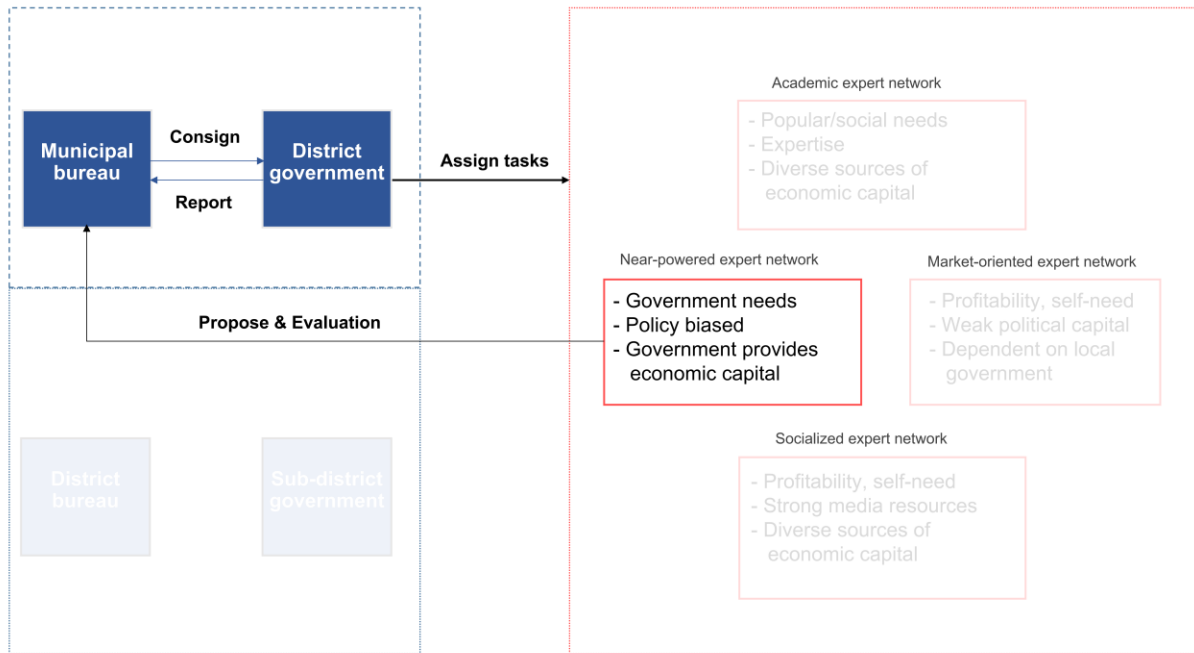 Municipal
bureau
Consign
Report
District
government
Assign tasks
Propose & Evaluation
District
bureau
Sub-district
government
Academic expert network
- Popular/social needs
- Expertise
- Diverse sources of
economic capital
Near-powered expert network
- Government needs
- Policy biased
- Government provides
economic capital
Market-oriented expert network
- Profitability, self-need
- Weak political capital
- Dependent on local
government
Socialized expert network
- Profitability, self-need
- Strong media resources
- Diverse sources of
economic capital